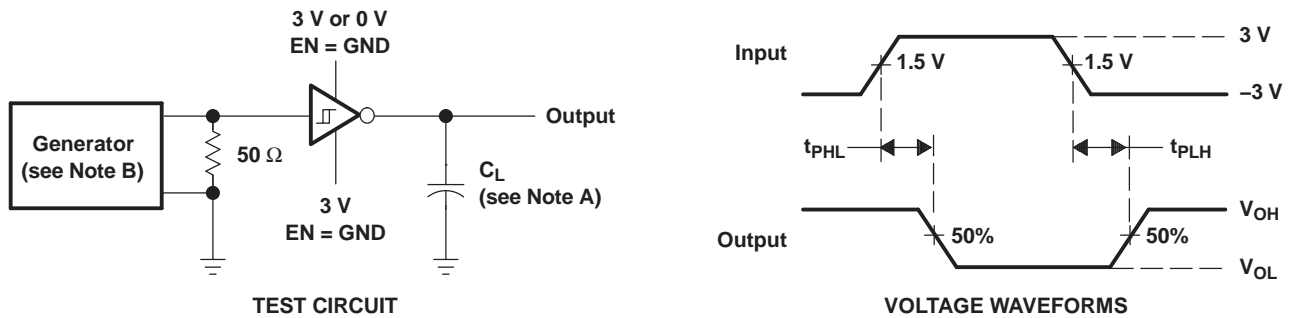 3 V or 0 V
EN = GND
Generator
(see Note B)
50 Ω
Output
C_L
(see Note A)
3 V
EN = GND
TEST CIRCUIT
Input
1.5 V
1.5 V
3 V
–3 V
t_PHL
t_PLH
Output
50%
50%
V_OH
V_OL
VOLTAGE WAVEFORMS